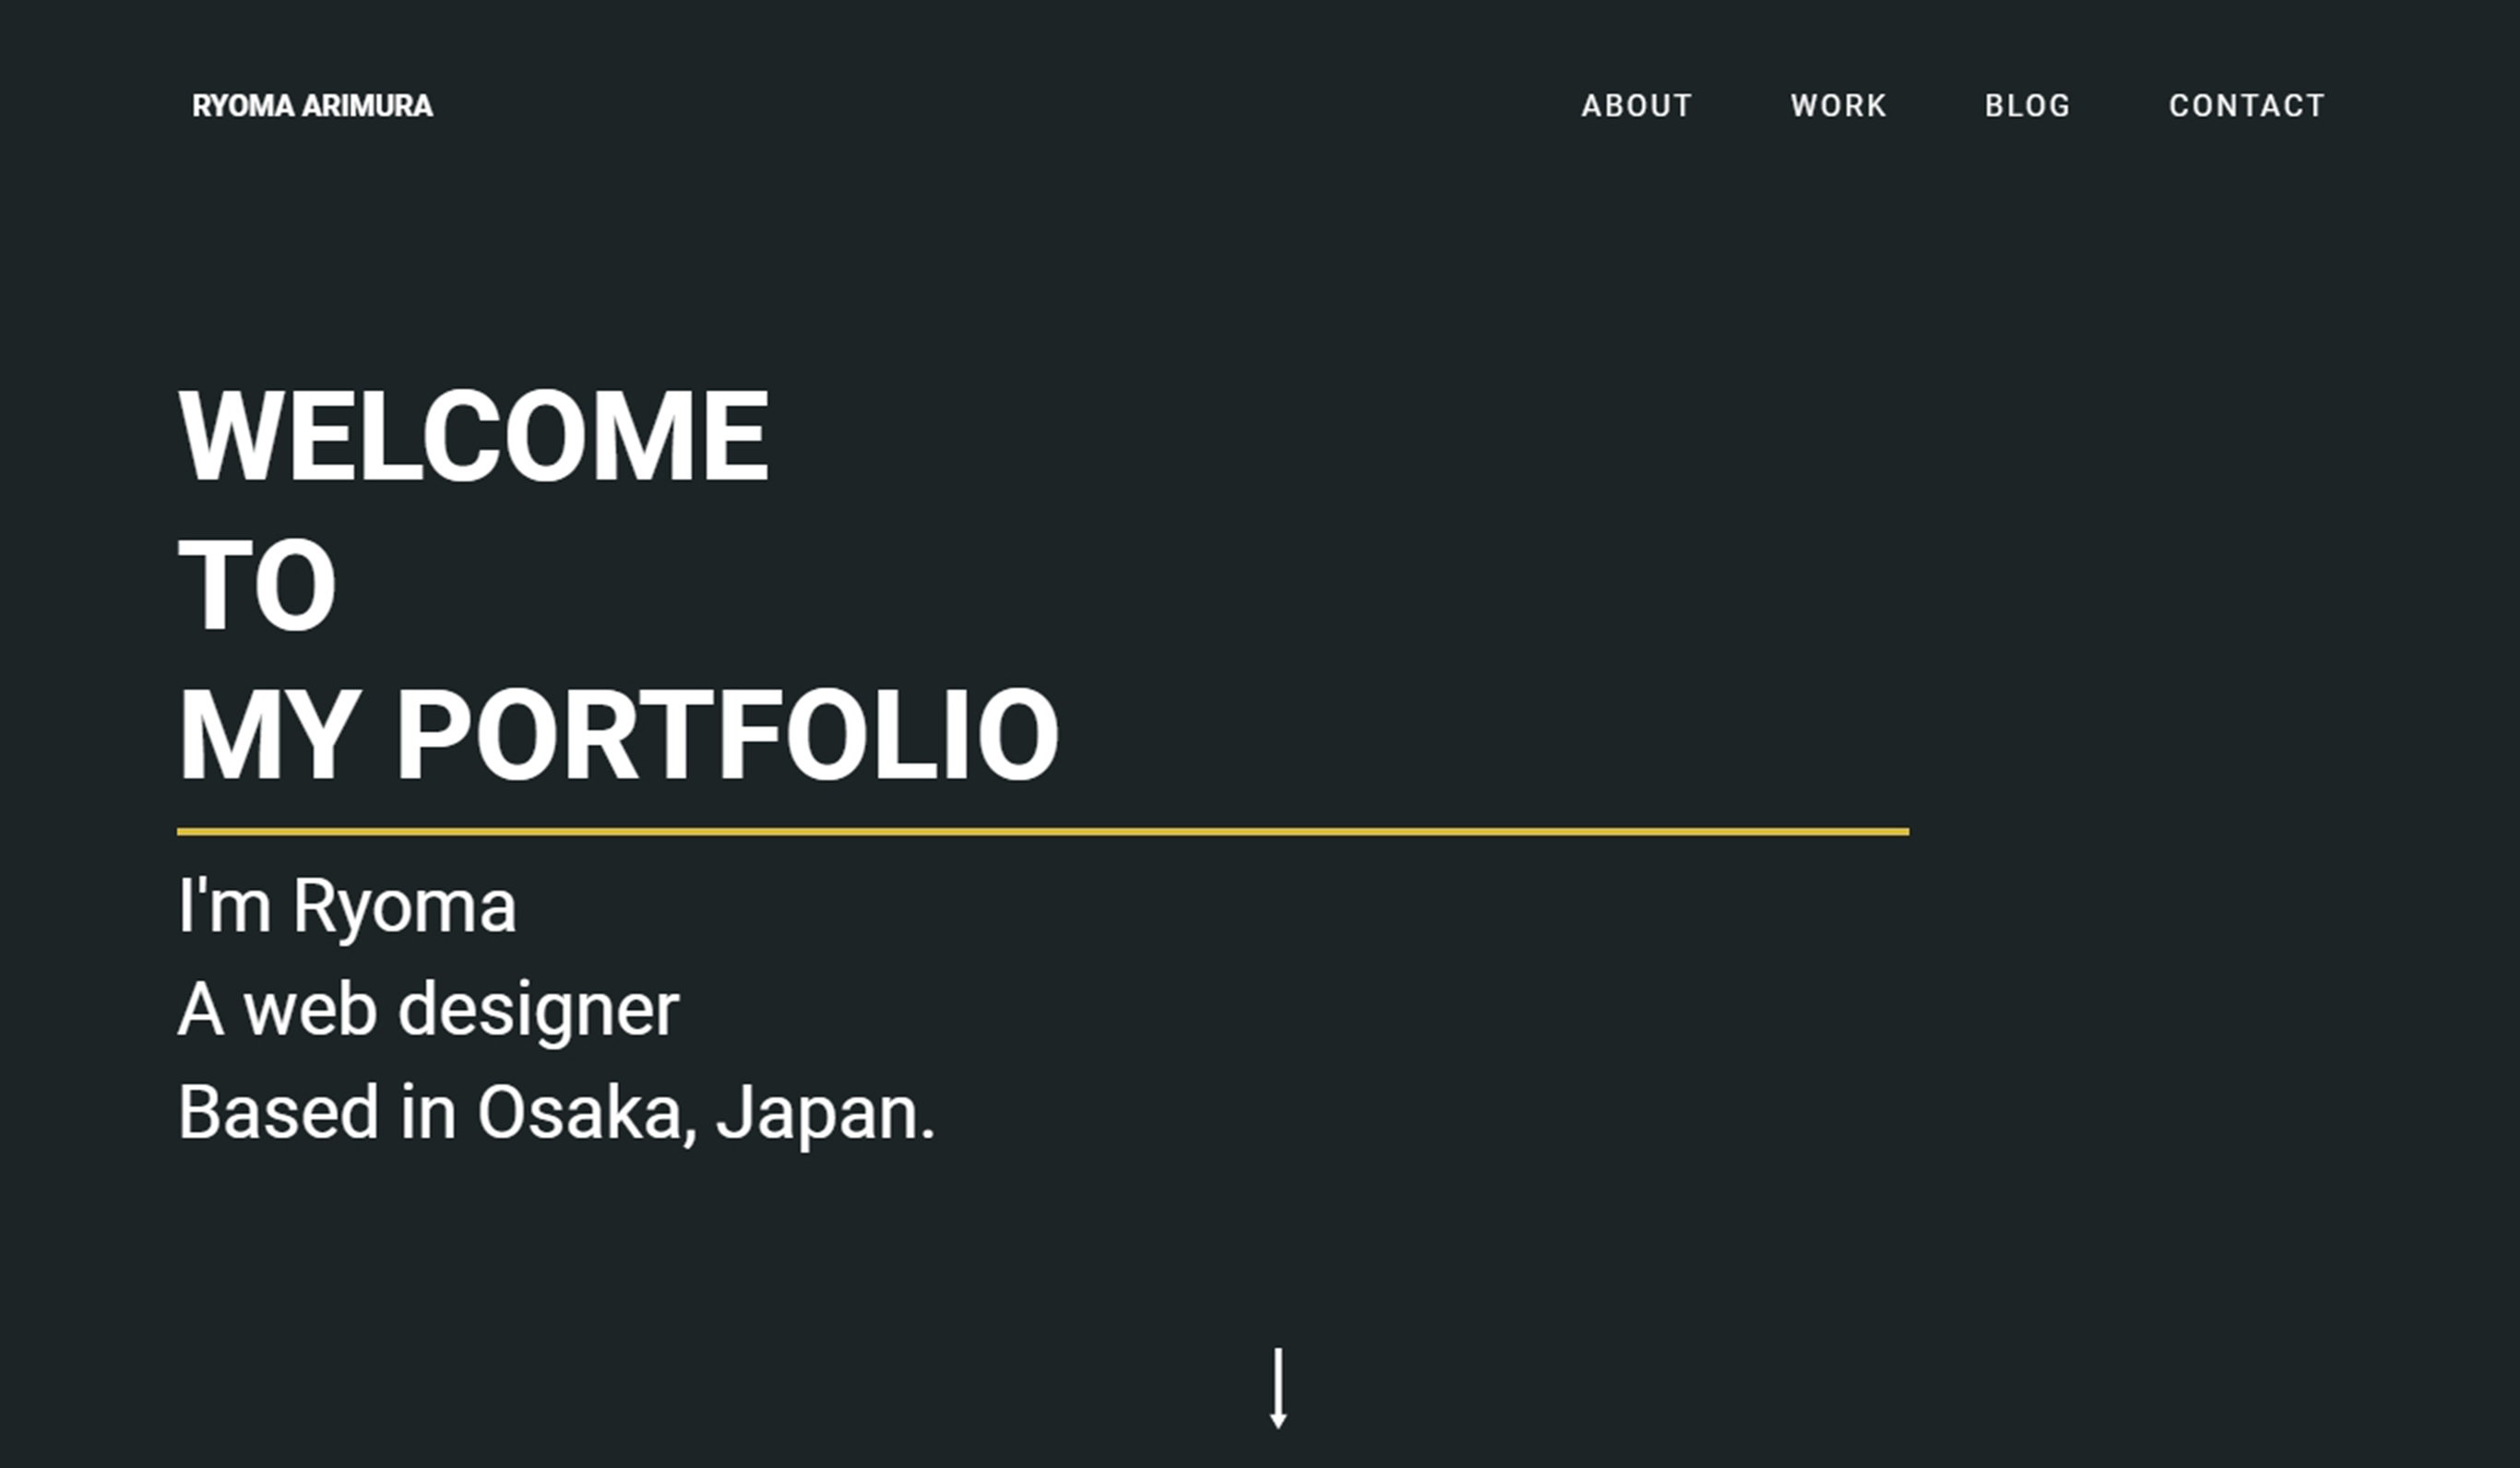 RYOMA ARIMURA
ABOUT WORK BLOG CONTACT
WELCOME
TO
MY PORTFOLIO
I'm Ryoma
A web designer
Based in Osaka, Japan.